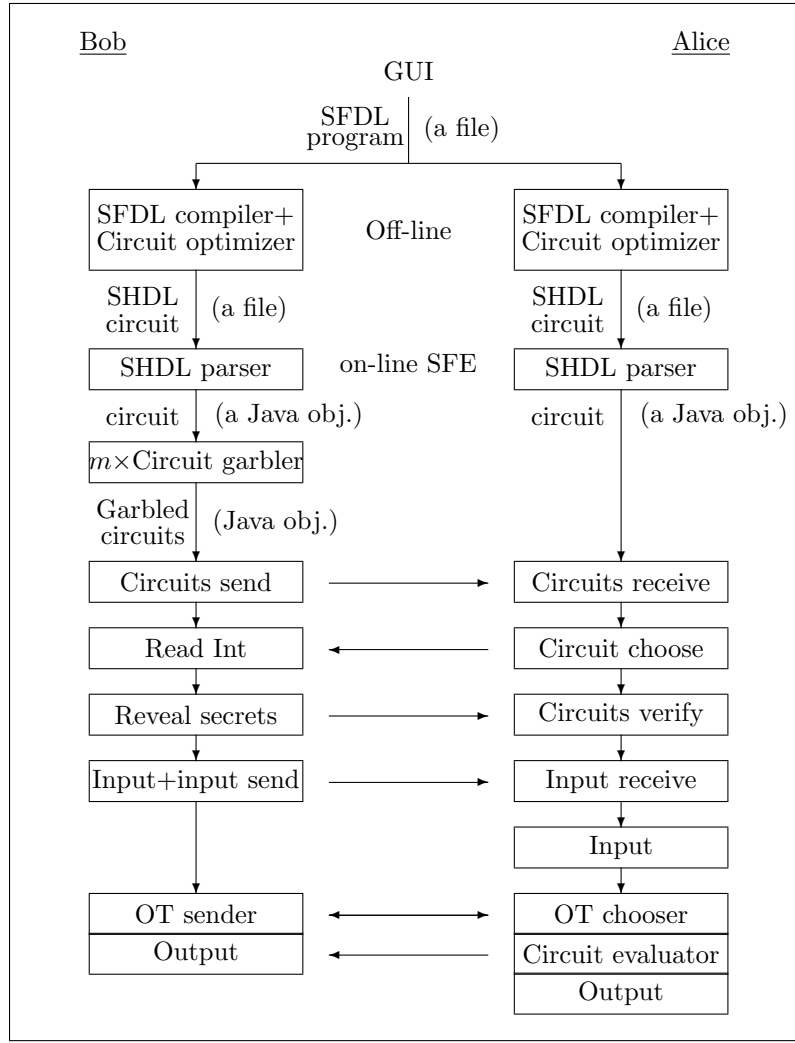 Bob
Alice
GUI
SFDL
program
(a file)
SFDL compiler+
Circuit optimizer
Off-line
SFDL compiler+
Circuit optimizer
SHDL
circuit
(a file)
SHDL
circuit
(a file)
SHDL parser
on-line SFE
SHDL parser
circuit
(a Java obj.)
circuit
(a Java obj.)
m×Circuit garbler
Garbled
circuits
(Java obj.)
Circuits send
Circuits receive
Read Int
Circuit choose
Reveal secrets
Circuits verify
Input+input send
Input receive
Input
OT sender
OT chooser
Output
Circuit evaluator
Output